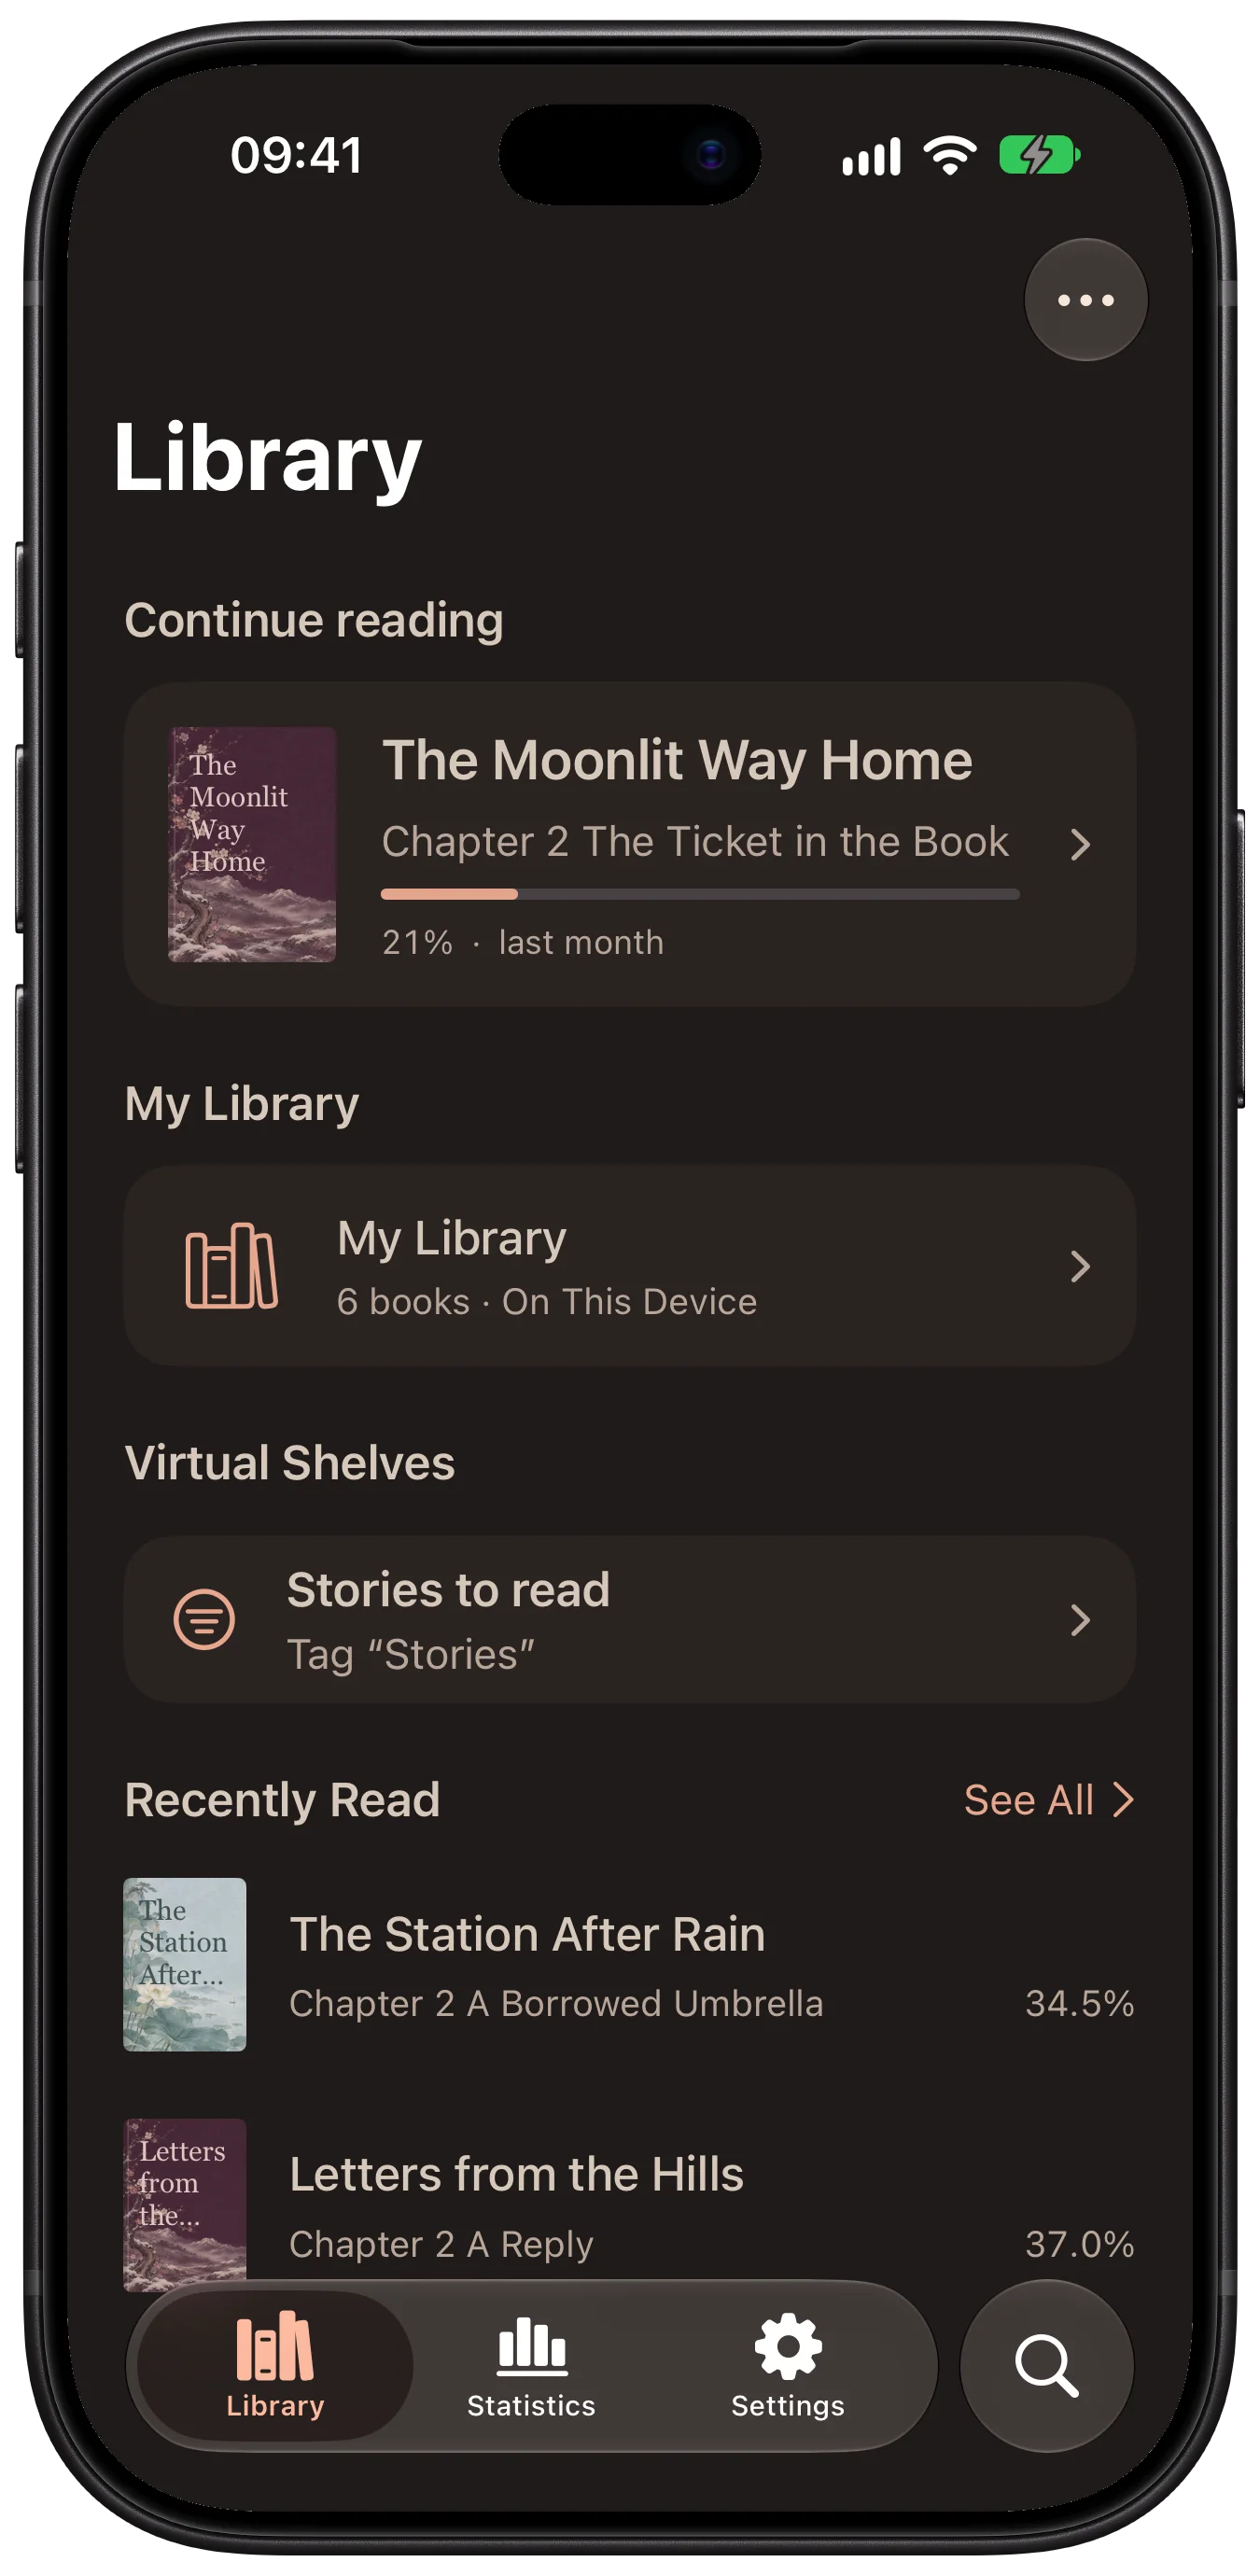 09:41
Library
Continue reading
The
Moonlit
Way
Home
The Moonlit Way Home
Chapter 2 The Ticket in the Book
21% · last month
My Library
My Library
6 books · On This Device
Virtual Shelves
Stories to read
Tag “Stories”
Recently Read
See All
The
Station
After...
The Station After Rain
Chapter 2 A Borrowed Umbrella
34.5%
Letters
from
the...
Letters from the Hills
Chapter 2 A Reply
37.0%
Library
Statistics
Settings